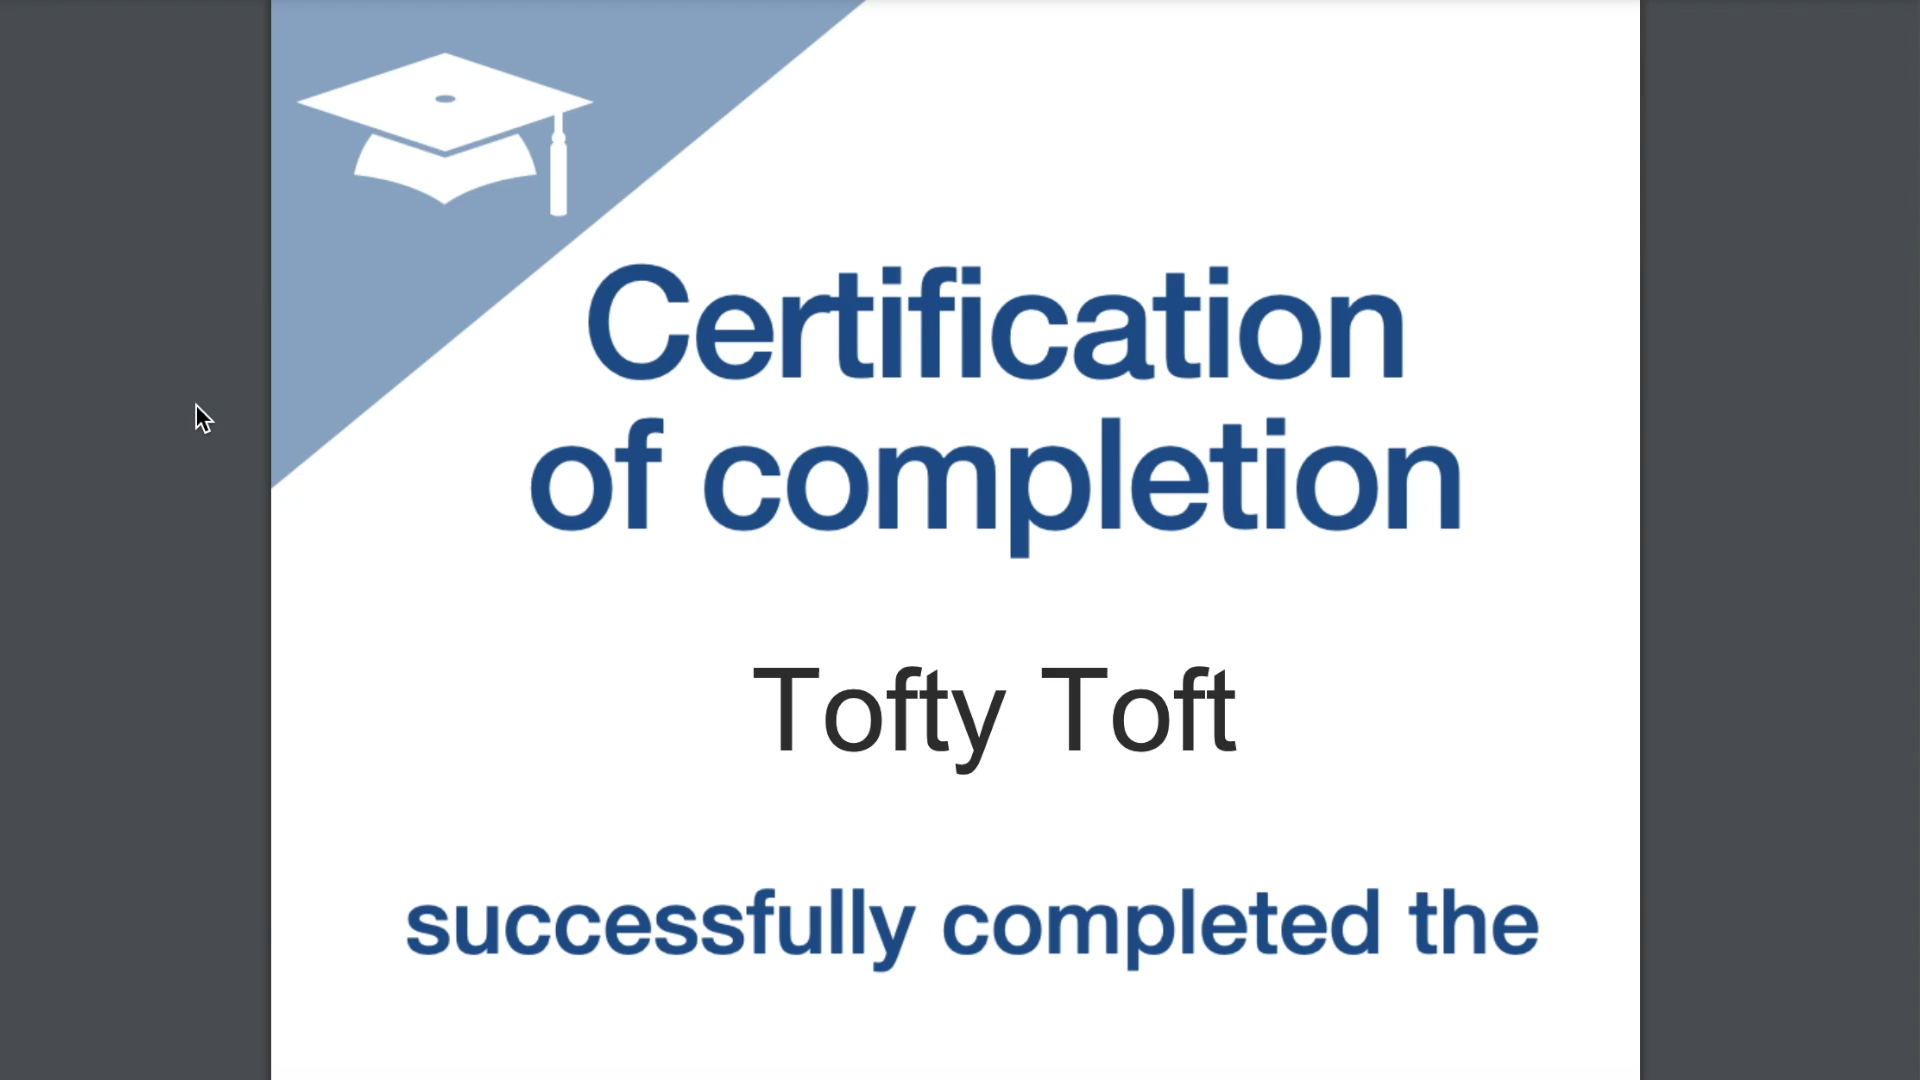 Certification
of completion
Tofty Toft
successfully completed the